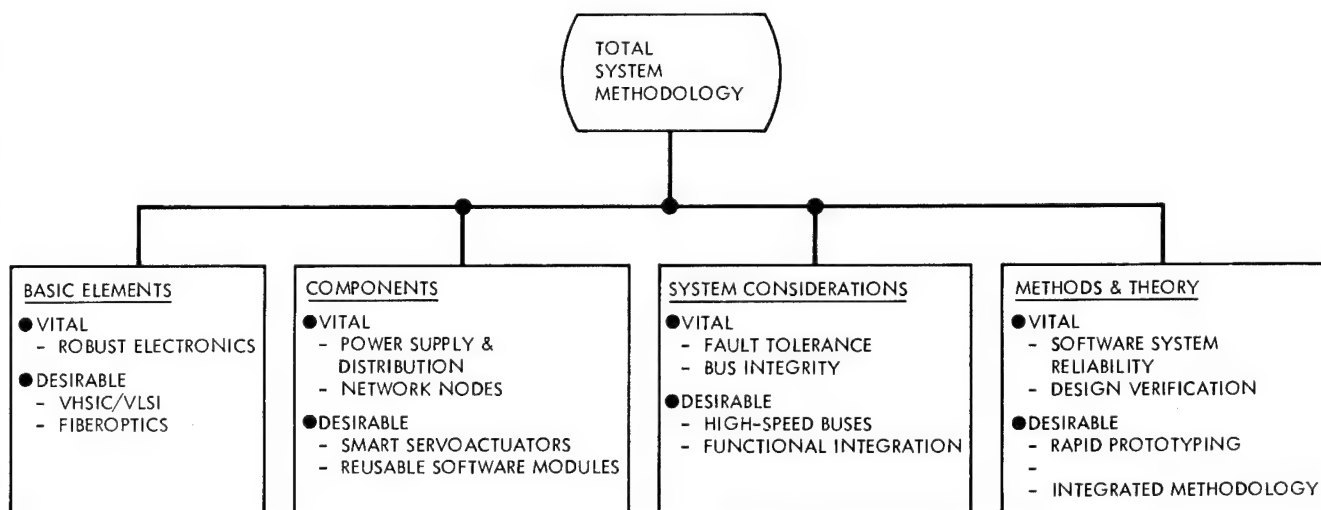 TOTAL
SYSTEM
METHODOLOGY
BASIC ELEMENTS
● VITAL
- ROBUST ELECTRONICS
● DESIRABLE
- VHSIC/VLSI
- FIBEROPTICS
COMPONENTS
● VITAL
- POWER SUPPLY &
DISTRIBUTION
- NETWORK NODES
● DESIRABLE
- SMART SERVOACTUATORS
- REUSABLE SOFTWARE MODULES
SYSTEM CONSIDERATIONS
● VITAL
- FAULT TOLERANCE
- BUS INTEGRITY
● DESIRABLE
- HIGH-SPEED BUSES
- FUNCTIONAL INTEGRATION
METHODS & THEORY
● VITAL
- SOFTWARE SYSTEM
RELIABILITY
- DESIGN VERIFICATION
● DESIRABLE
- RAPID PROTOTYPING
-
- INTEGRATED METHODOLOGY